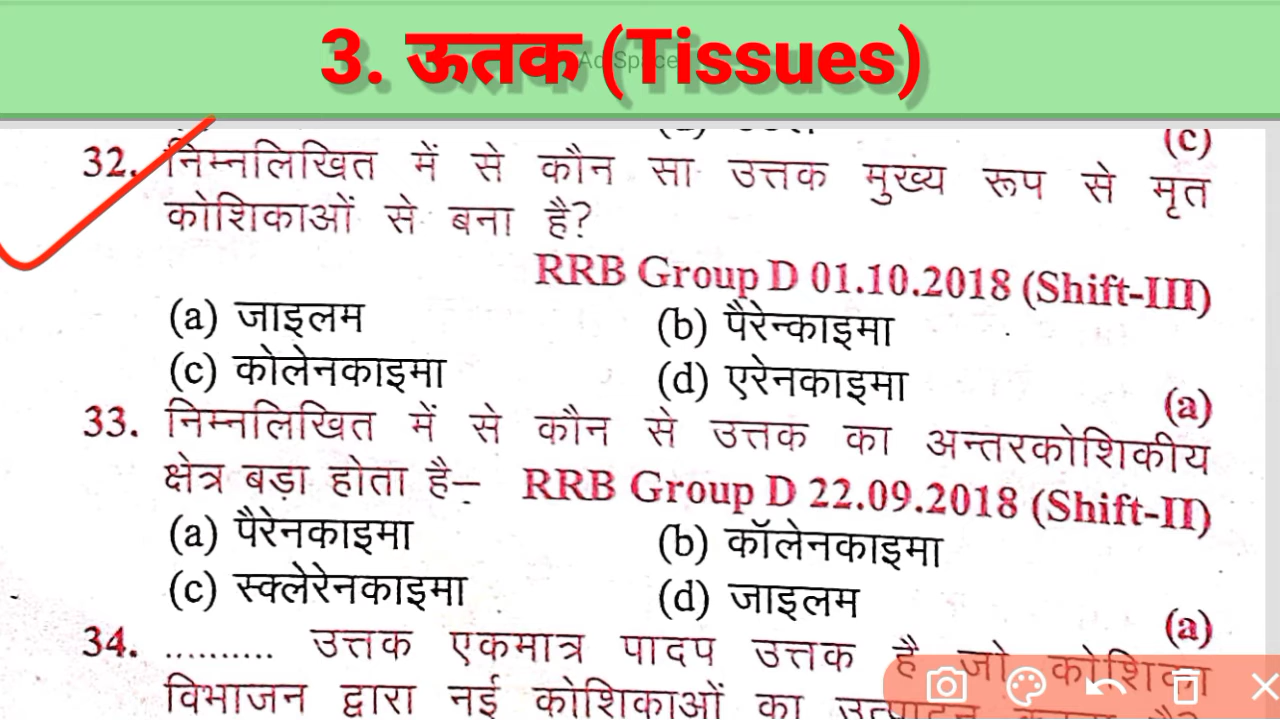 3. ऊतक (Tissues)
Ad Space
(c)
32. निम्नलिखित में से कौन सा उत्तक मुख्य रूप से मृत
कोशिकाओं से बना है?
RRB Group D 01.10.2018 (Shift-III)
(a) जाइलम (b) पैरेन्काइमा
(c) कोलेनकाइमा (d) एरेनकाइमा
(a)
33. निम्नलिखित में से कौन से उत्तक का अन्तरकोशिकीय
क्षेत्र बड़ा होता है– RRB Group D 22.09.2018 (Shift-II)
(a) पैरेनकाइमा (b) कॉलेनकाइमा
(c) स्क्लेरेनकाइमा (d) जाइलम
(a)
34. .......... उत्तक एकमात्र पादप उत्तक है जो कोशिका
विभाजन द्वारा नई कोशिकाओं का